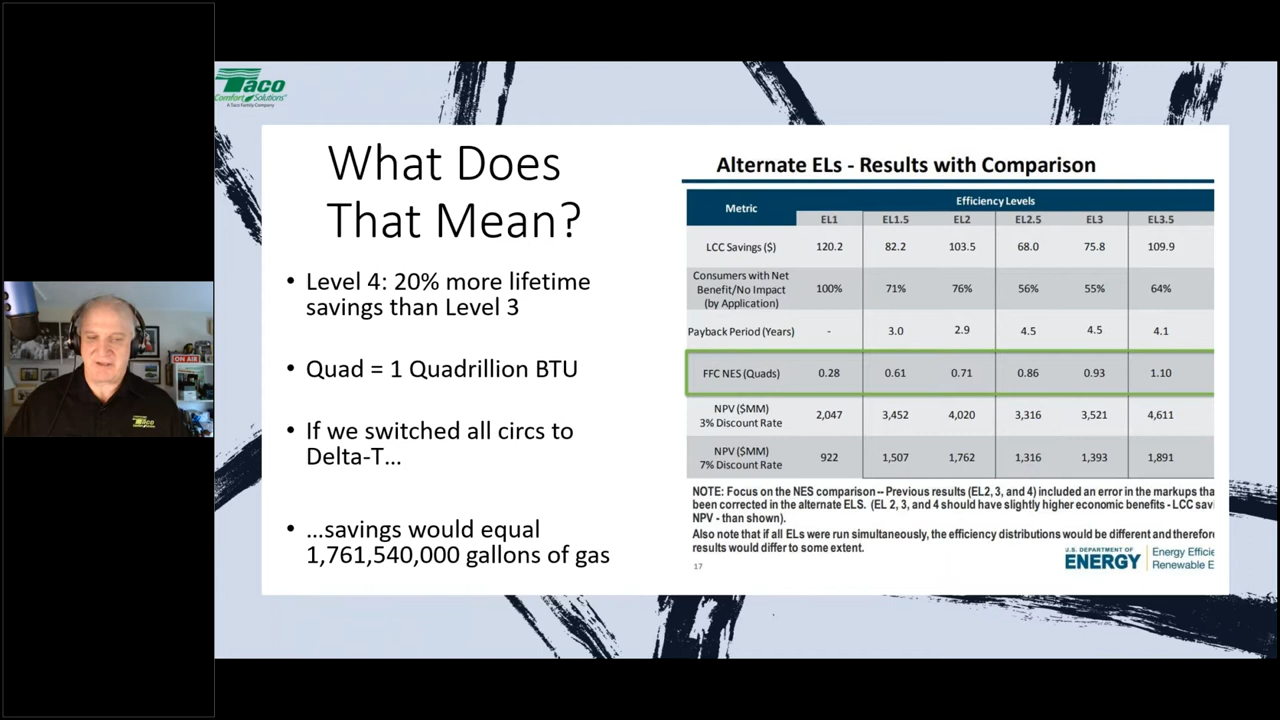 Taco
Comfort Solutions
A Taco Family Company
What Does
That Mean?
• Level 4: 20% more lifetime
savings than Level 3
• Quad = 1 Quadrillion BTU
• If we switched all circs to
Delta-T...
• ...savings would equal
1,761,540,000 gallons of gas
Alternate ELs - Results with Comparison
Metric Efficiency Levels
EL1 EL1.5 EL2 EL2.5 EL3 EL3.5
LCC Savings ($) 120.2 82.2 103.5 68.0 75.8 109.9
Consumers with Net
Benefit/No Impact 100% 71% 76% 56% 55% 64%
(by Application)
Payback Period (Years) - 3.0 2.9 4.5 4.5 4.1
FFC NES (Quads) 0.28 0.61 0.71 0.86 0.93 1.10
NPV ($MM)
3% Discount Rate 2,047 3,452 4,020 3,316 3,521 4,611
NPV ($MM)
7% Discount Rate 922 1,507 1,762 1,316 1,393 1,891
NOTE: Focus on the NES comparison -- Previous results (EL2, 3, and 4) included an error in the markups tha
been corrected in the alternate ELS. (EL 2, 3, and 4 should have slightly higher economic benefits - LCC sav
NPV - than shown).
Also note that if all ELs were run simultaneously, the efficiency distributions would be different and therefor
results would differ to some extent.
17
U.S. DEPARTMENT OF
ENERGY
Energy Efficie
Renewable E
ON AIR
Taco